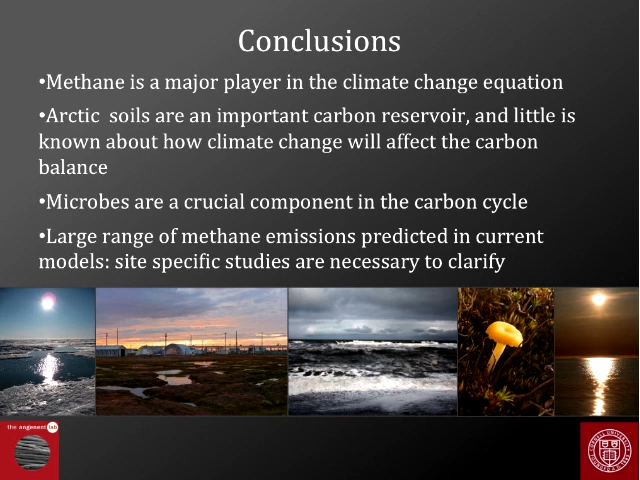 Conclusions
•Methane is a major player in the climate change equation
•Arctic  soils are an important carbon reservoir, and little is
known about how climate change will affect the carbon
balance
•Microbes are a crucial component in the carbon cycle
•Large range of methane emissions predicted in current
models: site specific studies are necessary to clarify
the angenent lab